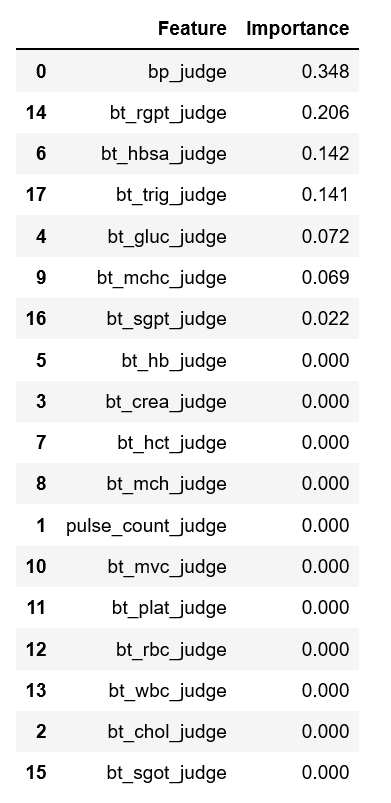 Feature Importance
0 bp_judge 0.348
14 bt_rgpt_judge 0.206
6 bt_hbsa_judge 0.142
17 bt_trig_judge 0.141
4 bt_gluc_judge 0.072
9 bt_mchc_judge 0.069
16 bt_sgpt_judge 0.022
5 bt_hb_judge 0.000
3 bt_crea_judge 0.000
7 bt_hct_judge 0.000
8 bt_mch_judge 0.000
1 pulse_count_judge 0.000
10 bt_mvc_judge 0.000
11 bt_plat_judge 0.000
12 bt_rbc_judge 0.000
13 bt_wbc_judge 0.000
2 bt_chol_judge 0.000
15 bt_sgot_judge 0.000